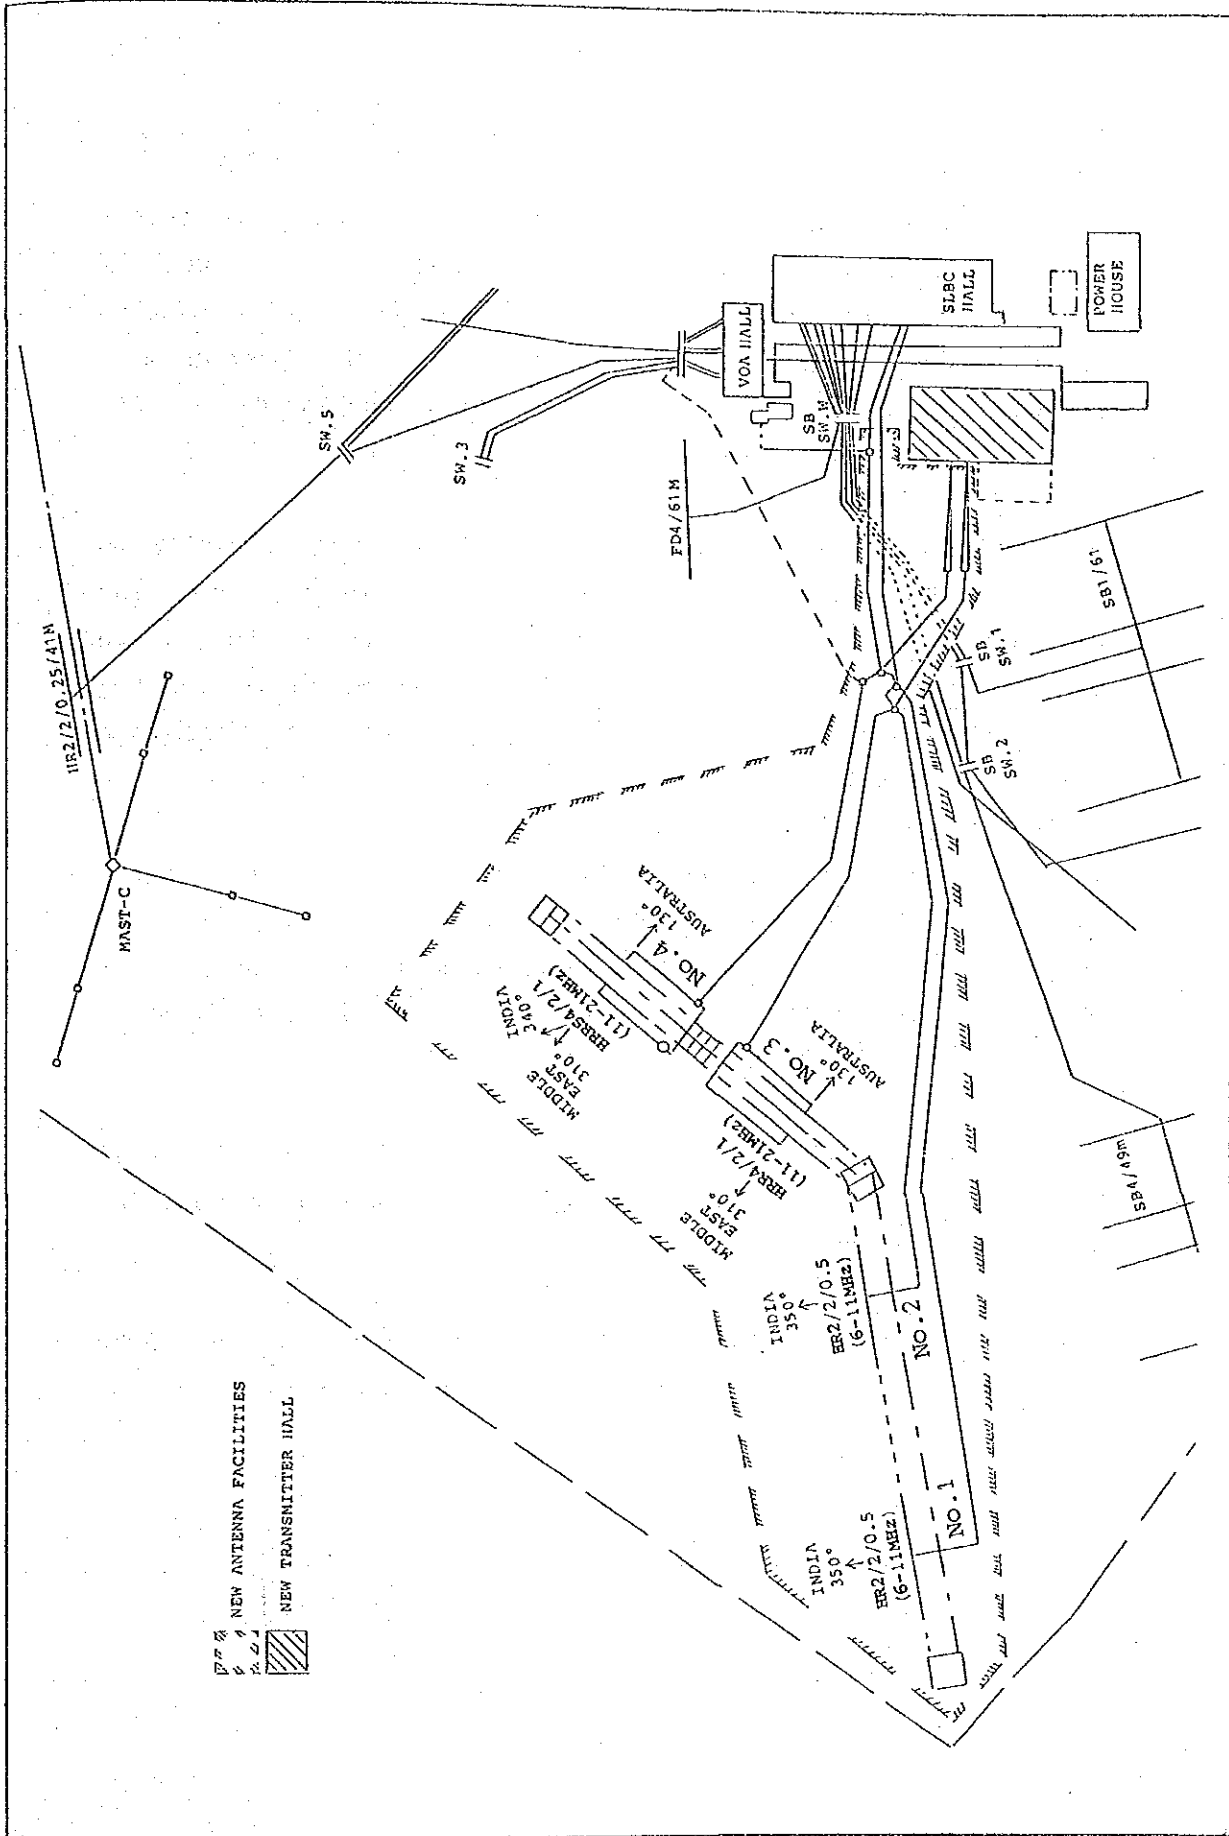 NEW ANTENNA FACILITIES
NEW TRANSMITTER HALL
MAST-C
HR2/2/0.25/41M
SW.5
SW.3
VOA HALL
SLBC
HALL
POWER
HOUSE
FD4/61M
SB
SW.M
SB
SW.1
SB
SW.2
SB1/61
SB4/49m
AUSTRALIA
130°
NO.4
HRRS4/2/1
(11-21MHz)
INDIA
340°
MIDDLE
EAST
310°
AUSTRALIA
130°
NO.3
HRR4/2/1
(11-21MHz)
MIDDLE
EAST
310°
INDIA
350°
HR2/2/0.5
(6-11MHz)
NO.2
INDIA
350°
HR2/2/0.5
(6-11MHz)
NO.1